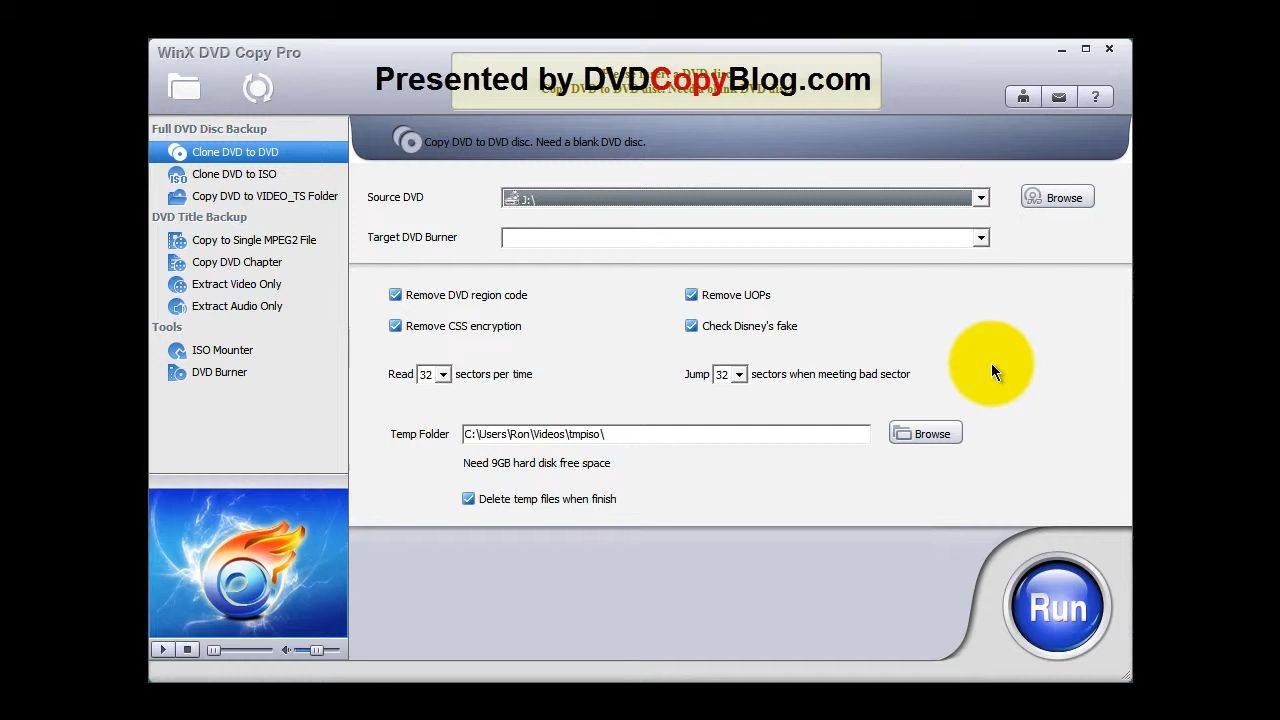 WinX DVD Copy Pro
Presented by DVDCopyBlog.com
Full DVD Disc Backup
Clone DVD to DVD
Clone DVD to ISO
Copy DVD to VIDEO_TS Folder
DVD Title Backup
Copy to Single MPEG2 File
Copy DVD Chapter
Extract Video Only
Extract Audio Only
Tools
ISO Mounter
DVD Burner
Copy DVD to DVD disc. Need a blank DVD disc.
Source DVD J:\ Browse
Target DVD Burner
Remove DVD region code Remove UOPs
Remove CSS encryption Check Disney's fake
Read 32 sectors per time Jump 32 sectors when meeting bad sector
Temp Folder C:\Users\Ron\Videos\tmpiso\ Browse
Need 9GB hard disk free space
Delete temp files when finish
Run